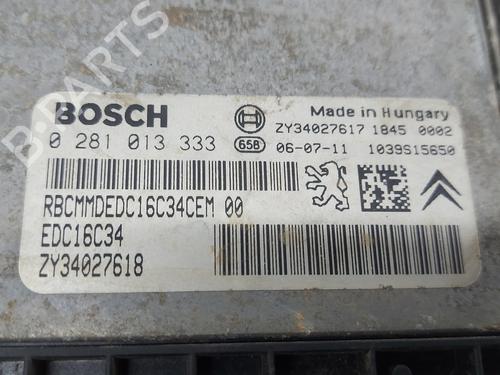 BOSCH
Made in Hungary
ZY34027617 1845 0002
0 281 013 333 658 06-07-11 1039S15650
RBCMMDEDC16C34CEM 00
EDC16C34
ZY34027618
B-PARTS